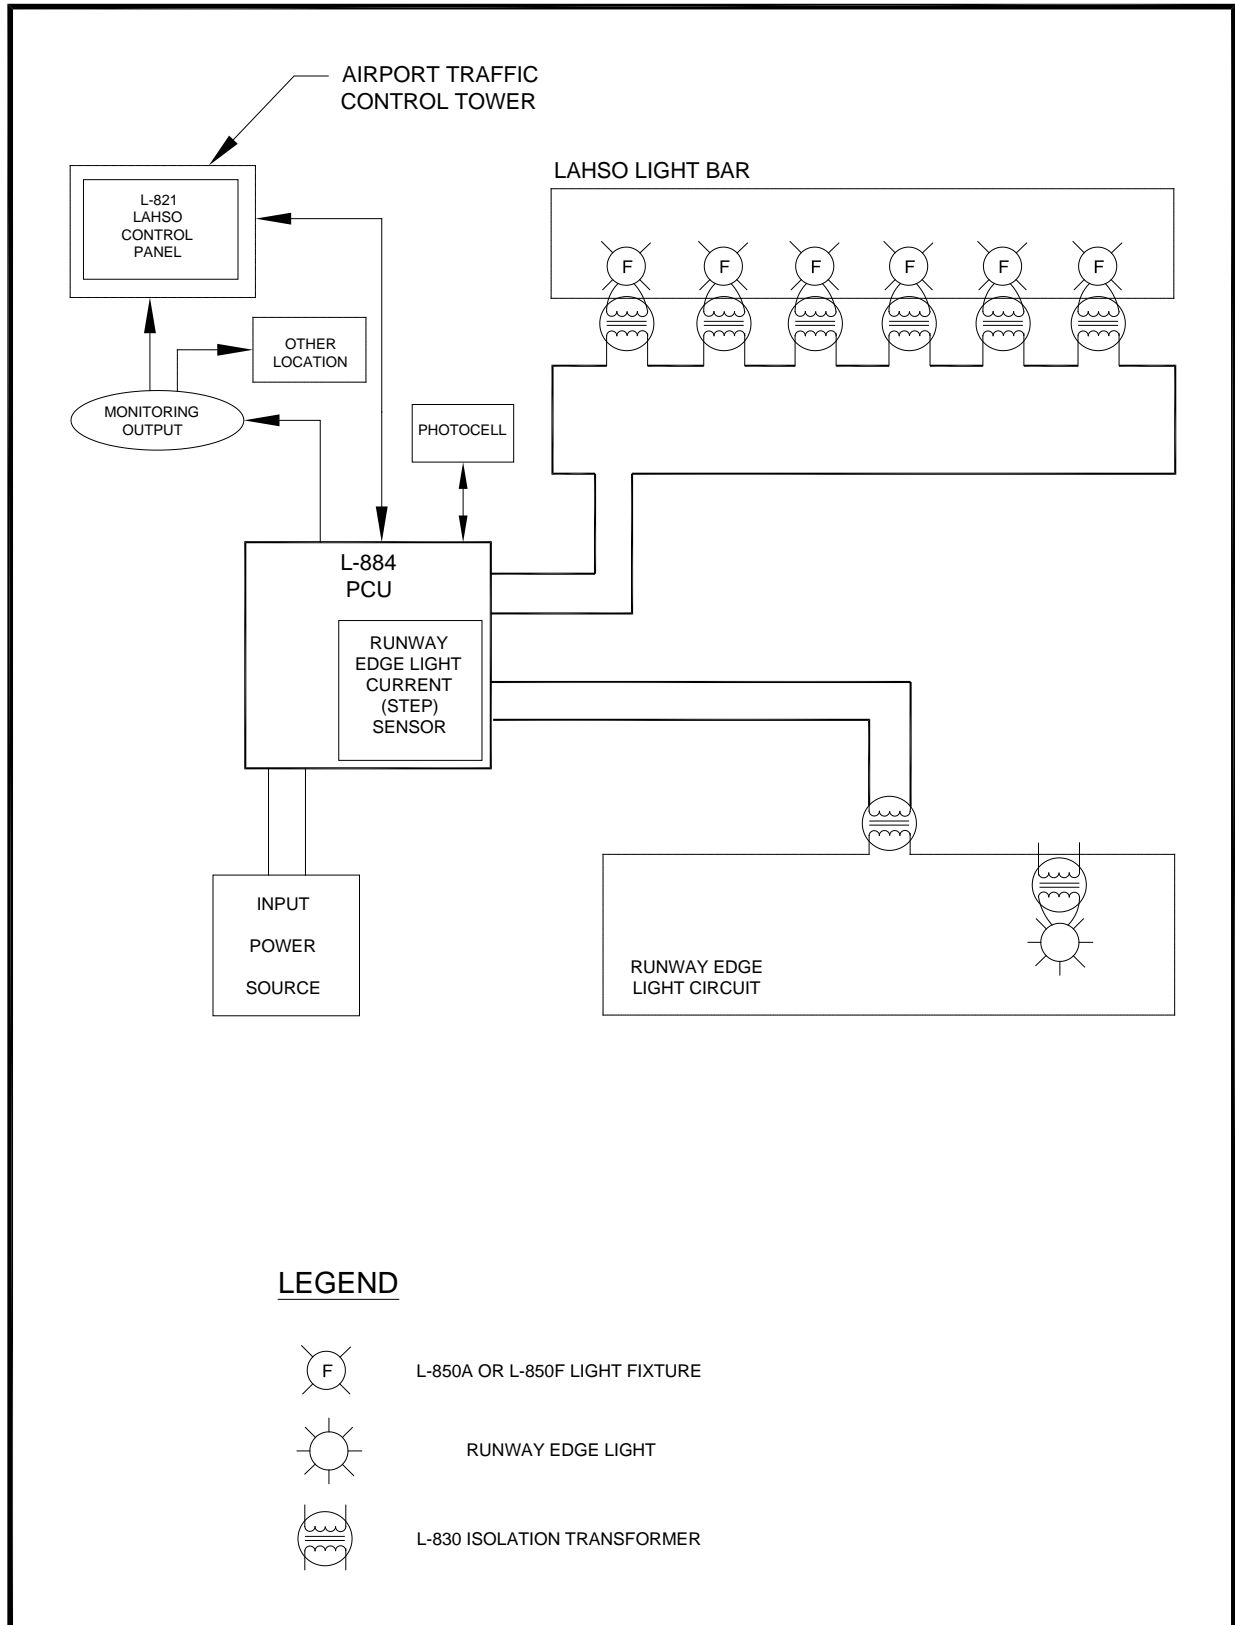 AIRPORT TRAFFIC
CONTROL TOWER
LAHSO LIGHT BAR
L-821
LAHSO
CONTROL
PANEL
F F F F F F
OTHER
LOCATION
MONITORING
OUTPUT
PHOTOCELL
L-884
PCU
RUNWAY
EDGE LIGHT
CURRENT
(STEP)
SENSOR
INPUT
POWER
SOURCE
RUNWAY EDGE
LIGHT CIRCUIT
LEGEND
F L-850A OR L-850F LIGHT FIXTURE
RUNWAY EDGE LIGHT
L-830 ISOLATION TRANSFORMER